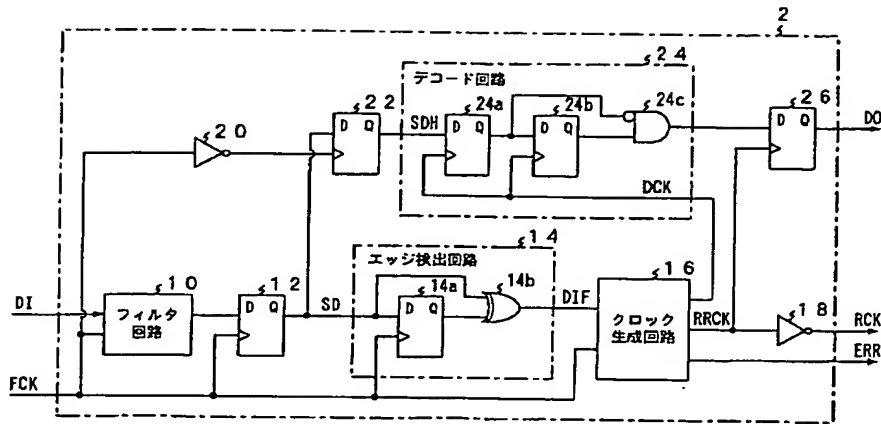 2
24
デコード回路
22
24a
24b
24c
26
20
D Q
SDH
D Q
D Q
D Q
DO
DCK
14
エッジ検出回路
16
10
12
14a
14b
18
DI
フィルタ
回路
D Q
SD
D Q
DIF
クロック
生成回路
RRCK
RCK
ERR
FCK